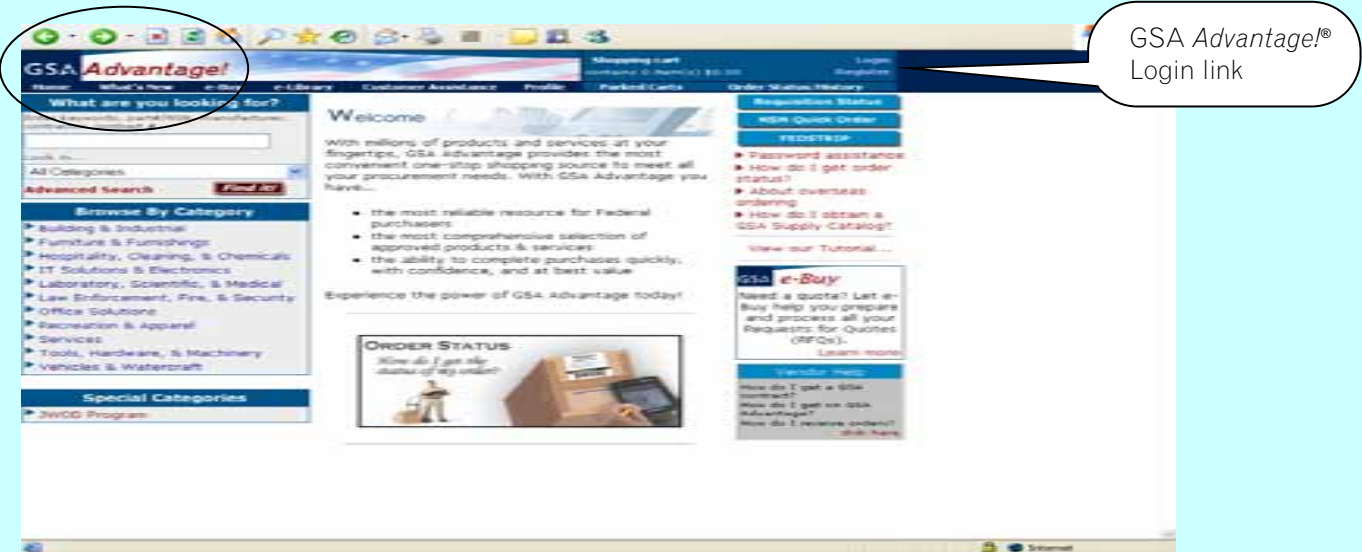 GSA Advantage!
Shopping cart
contains 0 item(s) $0.00
Login
Register
GSA Advantage!®
Login link
Home What's New e-Buy e-Library Customer Assistance Profile Parked Carts Order Status/History
What are you looking for?
All Categories
Advanced Search Find it!
Browse By Category
Building & Industrial
Furniture & Furnishings
Hospitality, Cleaning, & Chemicals
IT Solutions & Electronics
Laboratory, Scientific, & Medical
Law Enforcement, Fire, & Security
Office Solutions
Recreation & Apparel
Services
Tools, Hardware, & Machinery
Vehicles & Watercraft
Special Categories
JWOD Program
Welcome
With millions of products and services at your
fingertips, GSA Advantage provides the most
convenient one-stop shopping source to meet all
your procurement needs. With GSA Advantage you
have...
the most reliable resource for Federal
purchasers
the most comprehensive selection of
approved products & services
the ability to complete purchases quickly,
with confidence, and at best value
Experience the power of GSA Advantage today!
ORDER STATUS
How do I get the
status of my order?
Requisition Status
NSN Quick Order
FEDSTRIP
Password assistance
How do I get order
status?
About overseas
ordering
How do I obtain a
GSA Supply Catalog?
View our Tutorial...
GSA e-Buy
Need a quote? Let e-
Buy help you prepare
and process all your
Requests for Quotes
(RFQs).
Learn more
Vendor Help
How do I get a GSA
contract?
How do I get on GSA
Advantage?
How do I receive orders?
click here
Internet